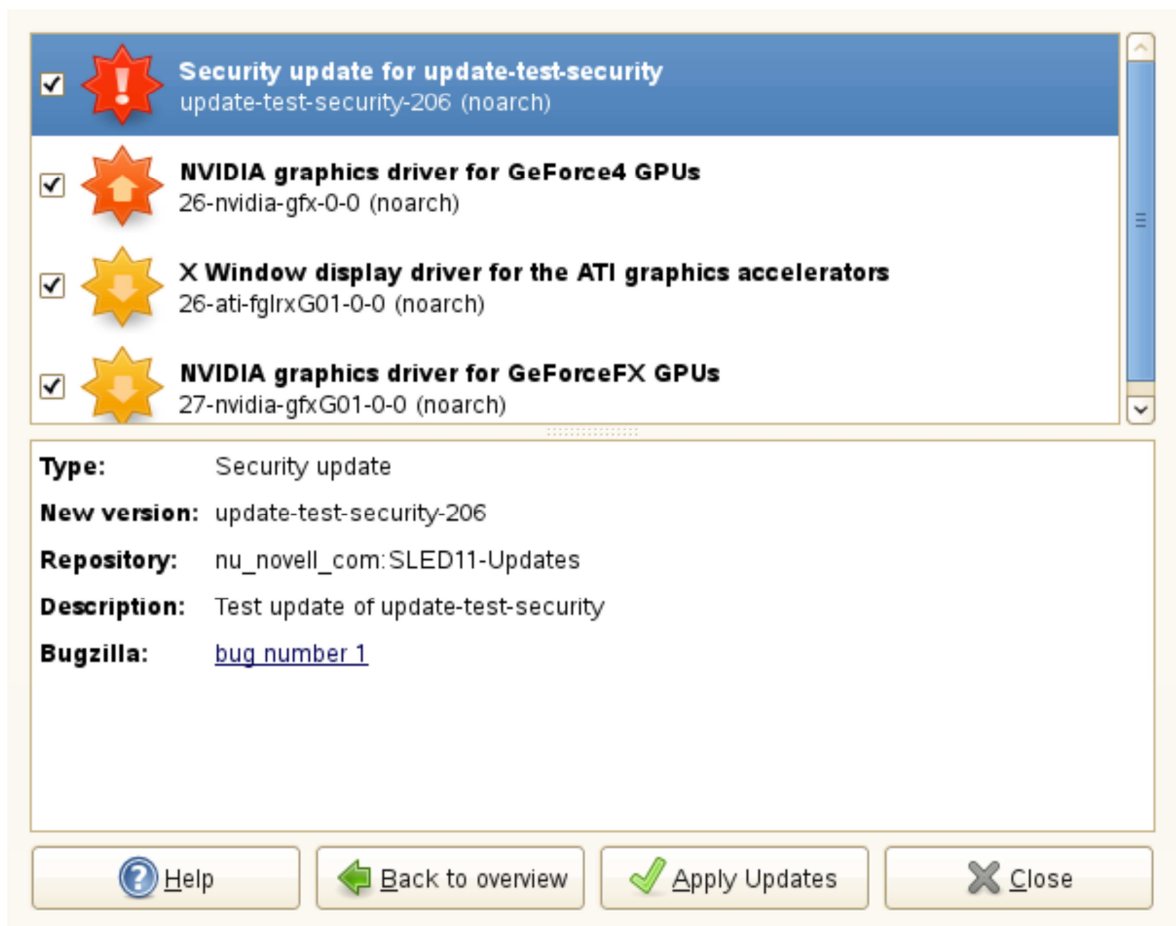 Security update for update-test-security
update-test-security-206 (noarch)
NVIDIA graphics driver for GeForce4 GPUs
26-nvidia-gfx-0-0 (noarch)
X Window display driver for the ATI graphics accelerators
26-ati-fglrxG01-0-0 (noarch)
NVIDIA graphics driver for GeForceFX GPUs
27-nvidia-gfxG01-0-0 (noarch)
Type: Security update
New version: update-test-security-206
Repository: nu_novell_com:SLED11-Updates
Description: Test update of update-test-security
Bugzilla: bug number 1
Help Back to overview Apply Updates Close